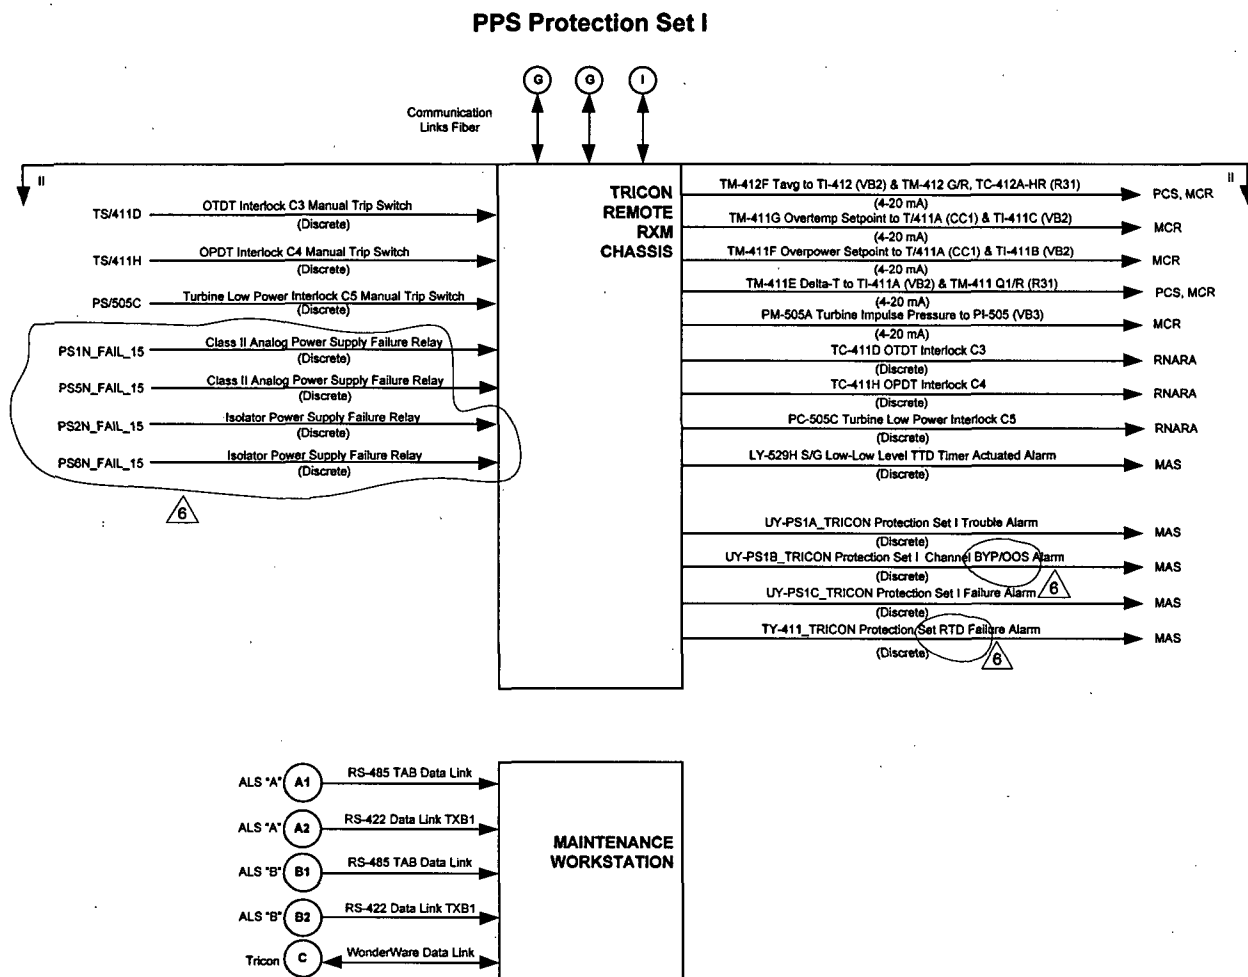 PPS Protection Set I
G G I
Communication
Links Fiber
II
II
TRICON
REMOTE
RXM
CHASSIS
TS/411D
OTDT Interlock C3 Manual Trip Switch
(Discrete)
TS/411H
OPDT Interlock C4 Manual Trip Switch
(Discrete)
PS/505C
Turbine Low Power Interlock C5 Manual Trip Switch
(Discrete)
PS1N_FAIL_15
Class II Analog Power Supply Failure Relay
(Discrete)
PS5N_FAIL_15
Class II Analog Power Supply Failure Relay
(Discrete)
PS2N_FAIL_15
Isolator Power Supply Failure Relay
(Discrete)
PS6N_FAIL_15
Isolator Power Supply Failure Relay
(Discrete)
6
TM-412F Tavg to TI-412 (VB2) & TM-412 G/R, TC-412A-HR (R31)
(4-20 mA)
PCS, MCR
TM-411G Overtemp Setpoint to T/411A (CC1) & TI-411C (VB2)
(4-20 mA)
MCR
TM-411F Overpower Setpoint to T/411A (CC1) & TI-411B (VB2)
(4-20 mA)
MCR
TM-411E Delta-T to TI-411A (VB2) & TM-411 Q1/R (R31)
(4-20 mA)
PCS, MCR
PM-505A Turbine Impulse Pressure to PI-505 (VB3)
(4-20 mA)
MCR
TC-411D OTDT Interlock C3
(Discrete)
RNARA
TC-411H OPDT Interlock C4
(Discrete)
RNARA
PC-505C Turbine Low Power Interlock C5
(Discrete)
RNARA
LY-529H S/G Low-Low Level TTD Timer Actuated Alarm
(Discrete)
MAS
UY-PS1A_TRICON Protection Set I Trouble Alarm
(Discrete)
MAS
UY-PS1B_TRICON Protection Set I Channel BYP/OOS Alarm
(Discrete)
6
MAS
UY-PS1C_TRICON Protection Set I Failure Alarm
(Discrete)
MAS
TY-411_TRICON Protection Set RTD Failure Alarm
(Discrete)
6
MAS
MAINTENANCE
WORKSTATION
ALS "A" A1 RS-485 TAB Data Link
ALS "A" A2 RS-422 Data Link TXB1
ALS "B" B1 RS-485 TAB Data Link
ALS "B" B2 RS-422 Data Link TXB1
Tricon C WonderWare Data Link